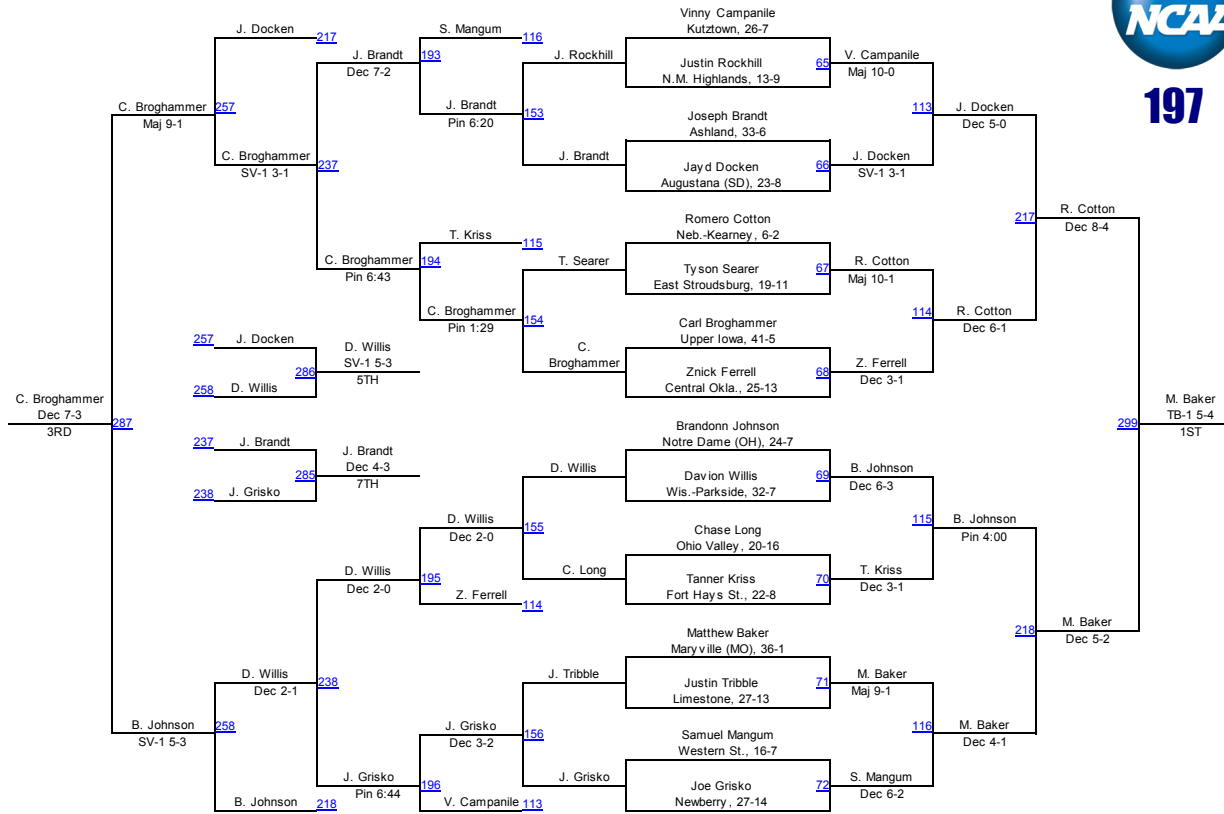 NCAA
197
J. Docken
217
C. Broghammer
257
Maj 9-1
C. Broghammer
237
SV-1 3-1
J. Brandt
193
Dec 7-2
S. Mangum
116
J. Brandt
153
Pin 6:20
J. Rockhill
J. Brandt
Vinny Campanile
Kutztown, 26-7
Justin Rockhill
65
N.M. Highlands, 13-9
V. Campanile
Maj 10-0
Joseph Brandt
Ashland, 33-6
Jayd Docken
66
Augustana (SD), 23-8
J. Docken
SV-1 3-1
113
J. Docken
Dec 5-0
C. Broghammer
194
Pin 6:43
T. Kriss
115
C. Broghammer
154
Pin 1:29
T. Searer
C.
Broghammer
Romero Cotton
Neb.-Kearney, 6-2
Tyson Searer
67
East Stroudsburg, 19-11
R. Cotton
Maj 10-1
Carl Broghammer
Upper Iowa, 41-5
Znick Ferrell
68
Central Okla., 25-13
Z. Ferrell
Dec 3-1
114
R. Cotton
Dec 6-1
217
R. Cotton
Dec 8-4
257
J. Docken
258
D. Willis
286
D. Willis
SV-1 5-3
5TH
C. Broghammer
Dec 7-3
3RD
287
237
J. Brandt
238
J. Grisko
285
J. Brandt
Dec 4-3
7TH
299
M. Baker
TB-1 5-4
1ST
D. Willis
C. Long
Brandonn Johnson
Notre Dame (OH), 24-7
Davion Willis
69
Wis.-Parkside, 32-7
B. Johnson
Dec 6-3
Chase Long
Ohio Valley, 20-16
Tanner Kriss
70
Fort Hays St., 22-8
T. Kriss
Dec 3-1
115
B. Johnson
Pin 4:00
D. Willis
155
Dec 2-0
D. Willis
195
Dec 2-0
Z. Ferrell
114
J. Tribble
J. Grisko
Matthew Baker
Maryville (MO), 36-1
Justin Tribble
71
Limestone, 27-13
M. Baker
Maj 9-1
Samuel Mangum
Western St., 16-7
Joe Grisko
72
Newberry, 27-14
S. Mangum
Dec 6-2
116
M. Baker
Dec 4-1
218
M. Baker
Dec 5-2
D. Willis
238
Dec 2-1
B. Johnson
258
SV-1 5-3
J. Grisko
156
Dec 3-2
J. Grisko
196
Pin 6:44
V. Campanile
113
B. Johnson
218